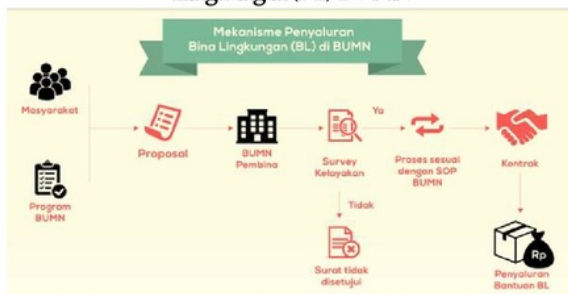 Mekanisme Penyaluran
Bina Lingkungan (BL) di BUMN
Masyarakat
Program
BUMN
Proposal
BUMN
Pembina
Survey
Kelayakan
Ya
Tidak
Surat tidak
disetujui
Proses sesuai
dengan SOP
BUMN
Kontrak
Rp
Penyaluran
Bantuan BL